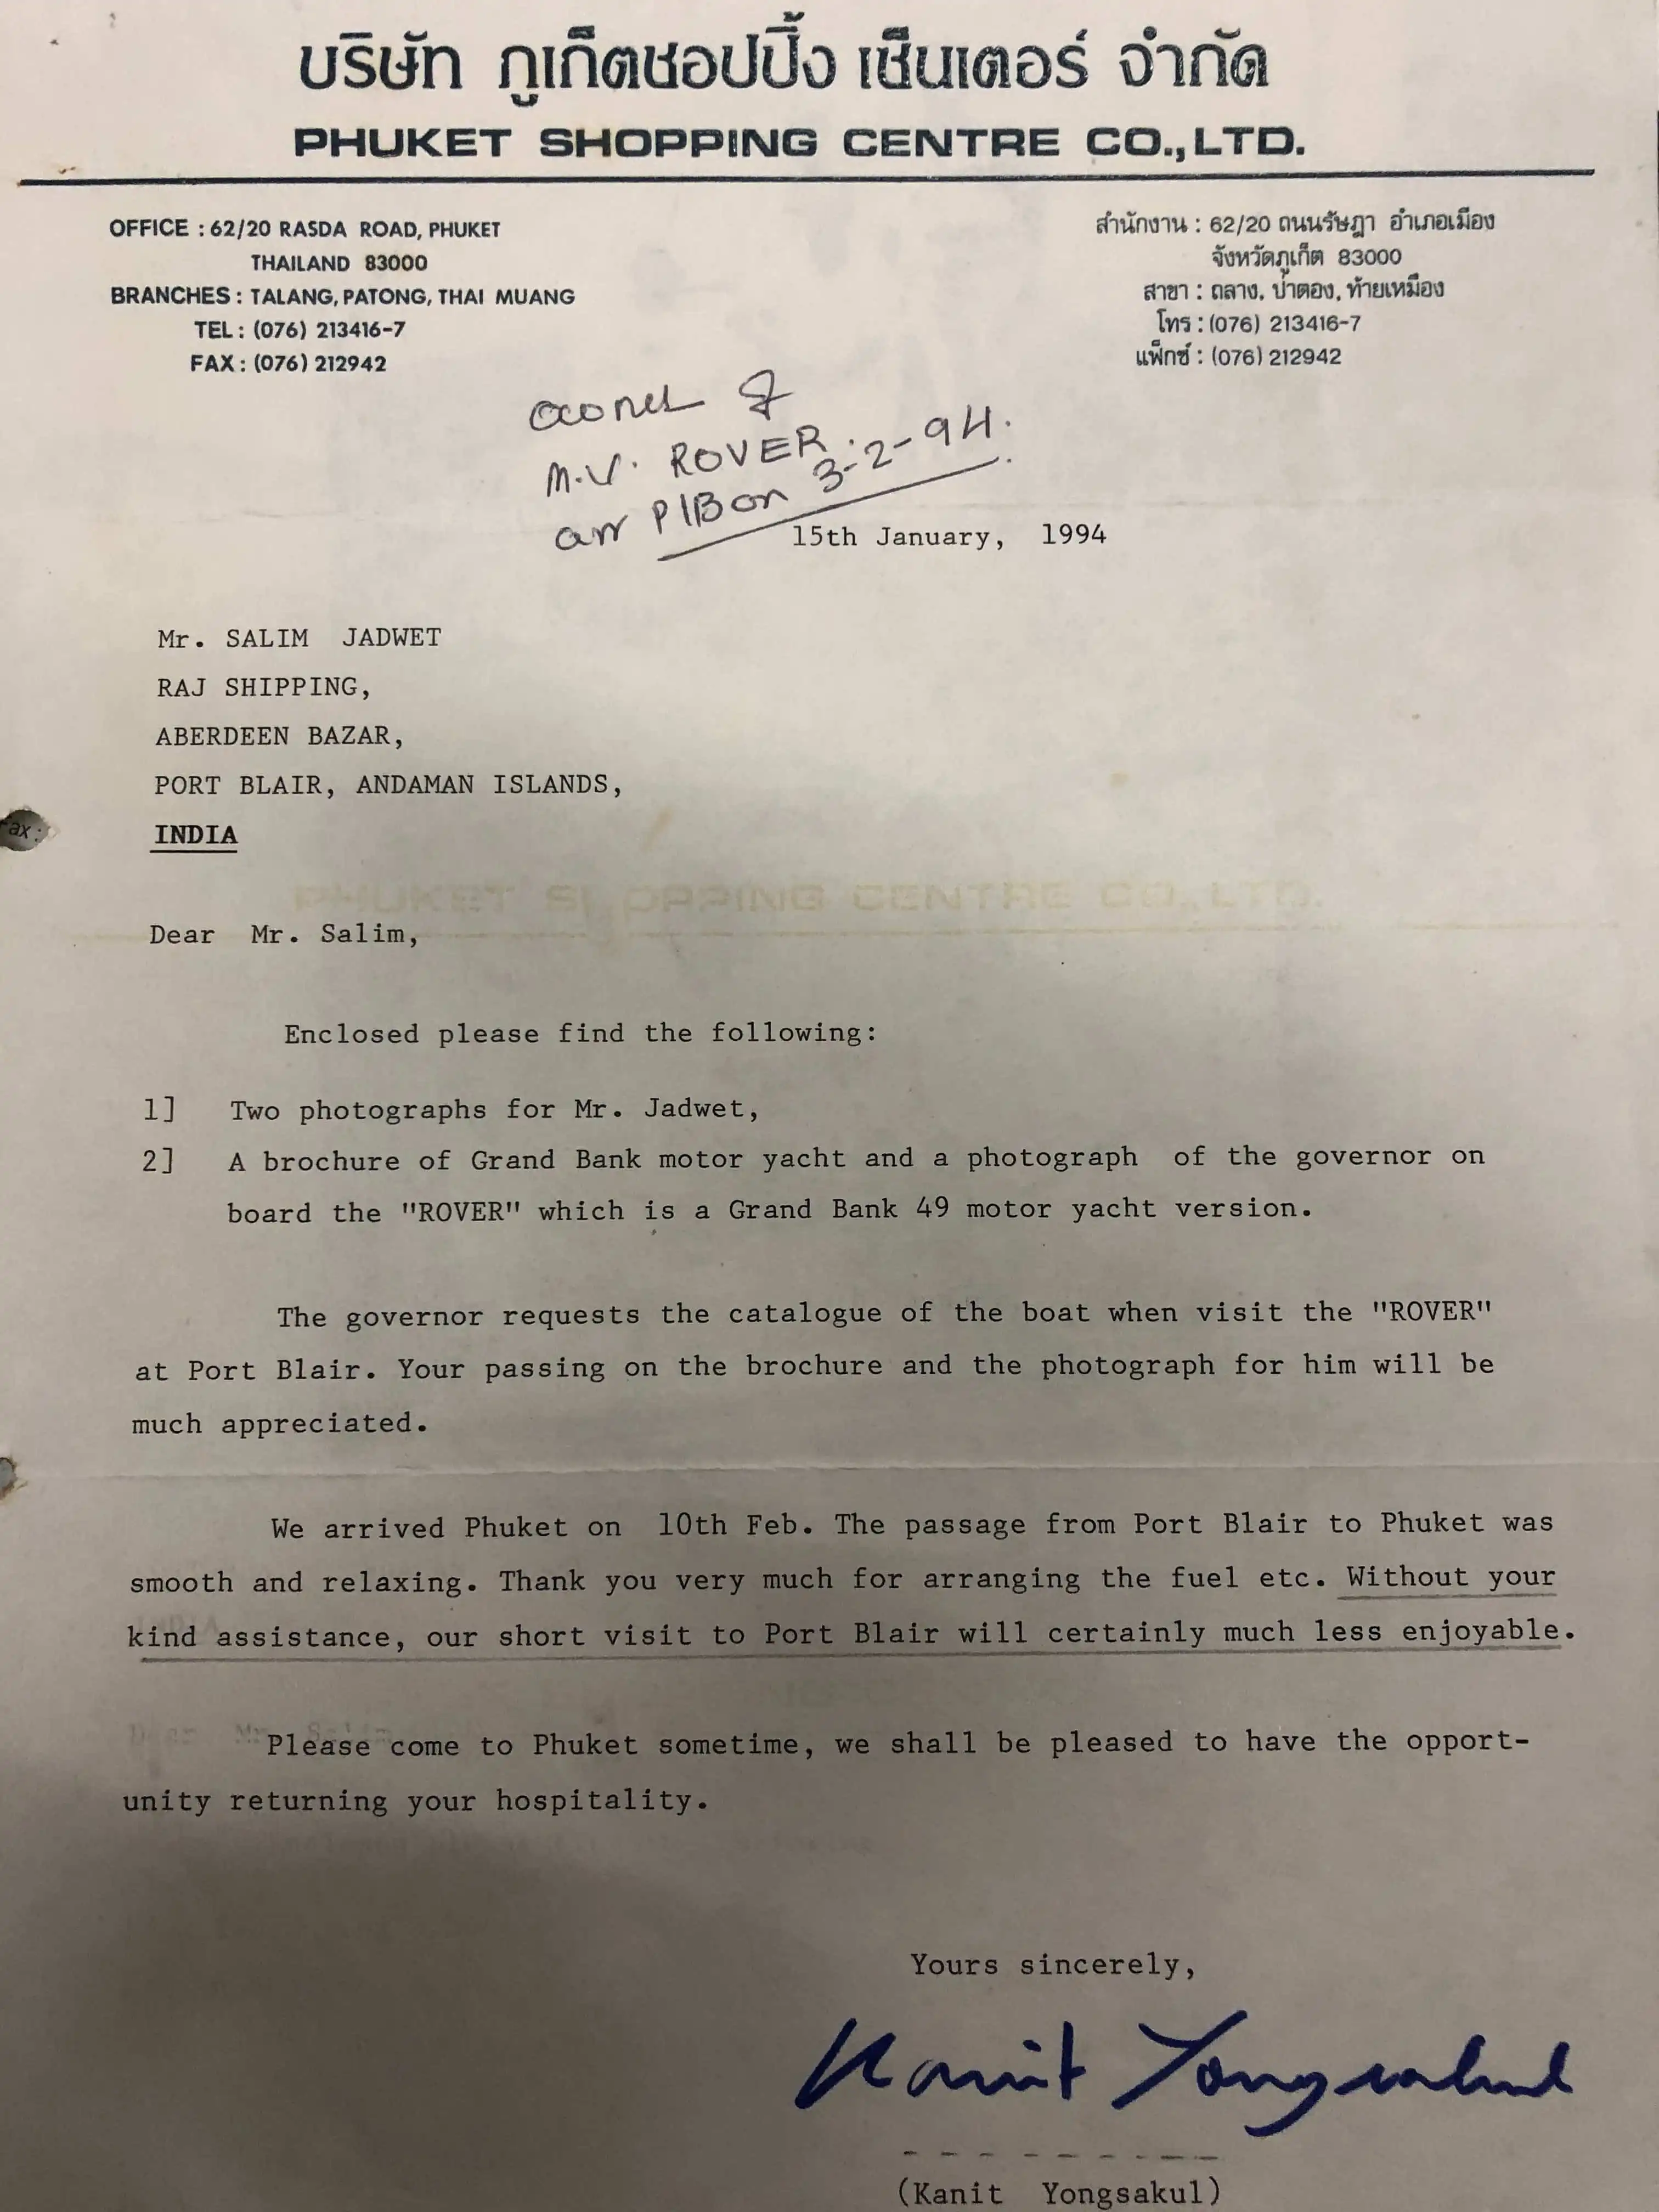 บริษัท ภูเก็ตชอปปิ้ง เซ็นเตอร์ จำกัด
PHUKET SHOPPING CENTRE CO.,LTD.
OFFICE : 62/20 RASDA ROAD, PHUKET
THAILAND 83000
BRANCHES : TALANG, PATONG, THAI MUANG
TEL : (076) 213416-7
FAX : (076) 212942
สำนักงาน : 62/20 ถนนรัษฎา อำเภอเมือง
จังหวัดภูเก็ต 83000
สาขา : ถลาง, ป่าตอง, ท้ายเหมือง
โทร : (076) 213416-7
แฟ็กซ์ : (076) 212942
M.V. ROVER.
arr P/B on 3-2-94.
15th January, 1994
Mr. SALIM JADWET
RAJ SHIPPING,
ABERDEEN BAZAR,
PORT BLAIR, ANDAMAN ISLANDS,
INDIA
ax:
PHUKET SHOPPING CENTRE CO.,LTD.
Dear Mr. Salim,
Enclosed please find the following:
1] Two photographs for Mr. Jadwet,
2] A brochure of Grand Bank motor yacht and a photograph of the governor on
board the "ROVER" which is a Grand Bank 49 motor yacht version.
The governor requests the catalogue of the boat when visit the "ROVER"
at Port Blair. Your passing on the brochure and the photograph for him will be
much appreciated.
We arrived Phuket on 10th Feb. The passage from Port Blair to Phuket was
smooth and relaxing. Thank you very much for arranging the fuel etc. Without your
kind assistance, our short visit to Port Blair will certainly much less enjoyable.
Please come to Phuket sometime, we shall be pleased to have the opport-
unity returning your hospitality.
Yours sincerely,
Kanit Yongsakul
(Kanit Yongsakul)